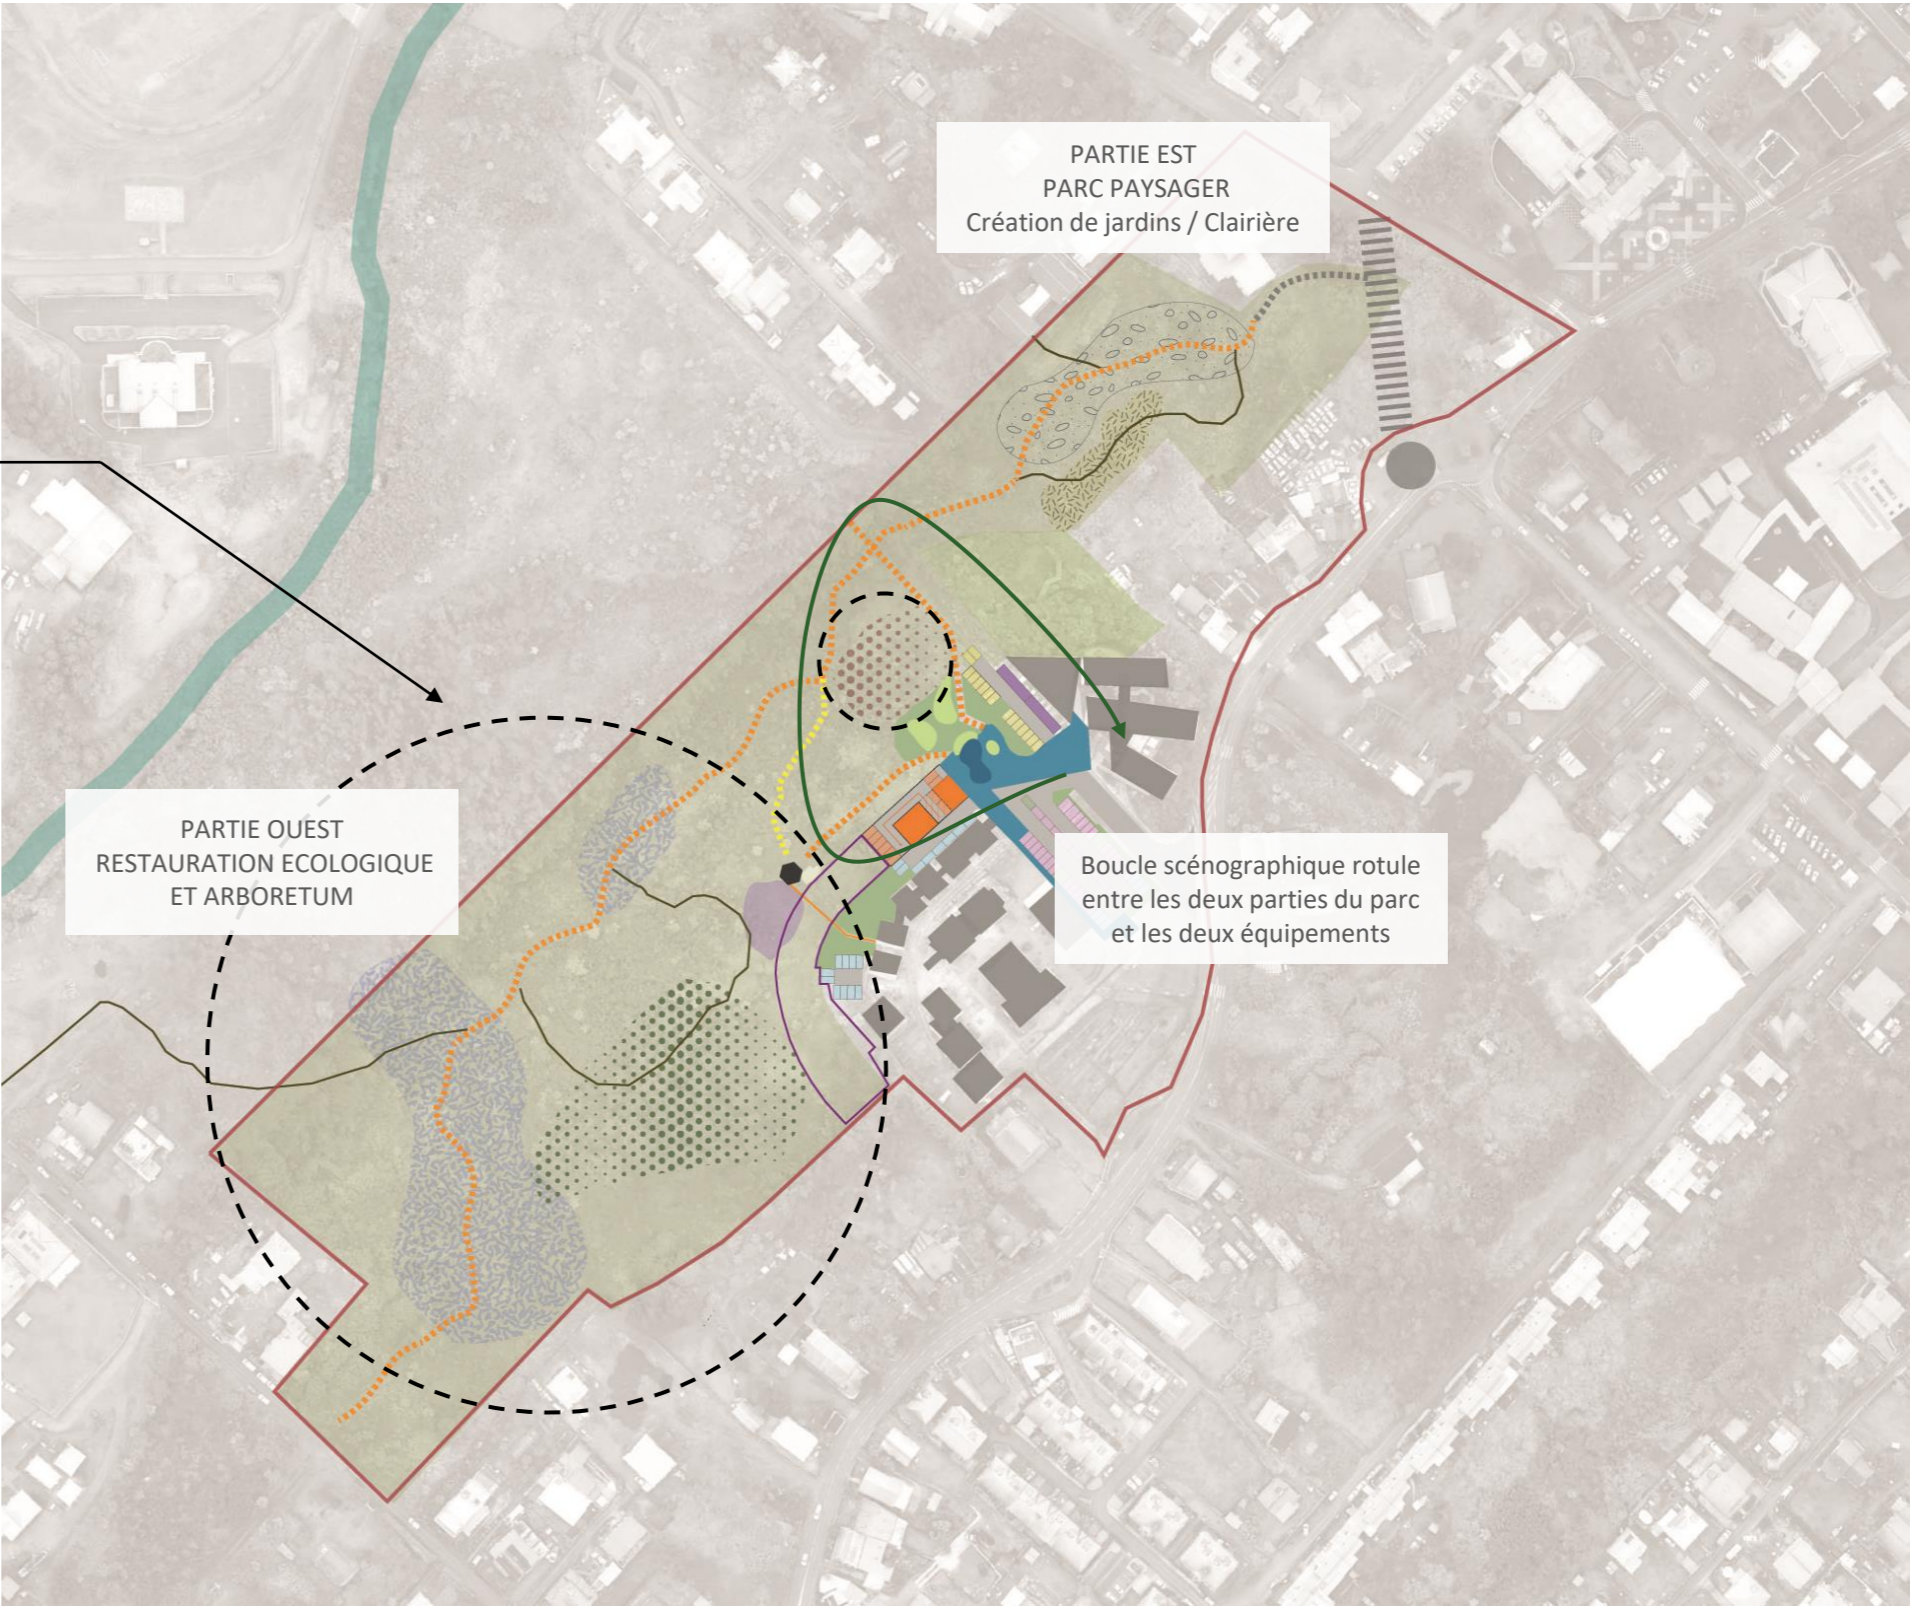 PARTIE EST
PARC PAYSAGER
Création de jardins / Clairière
PARTIE OUEST
RESTAURATION ECOLOGIQUE
ET ARBORETUM
Boucle scénographique rotule
entre les deux parties du parc
et les deux équipements